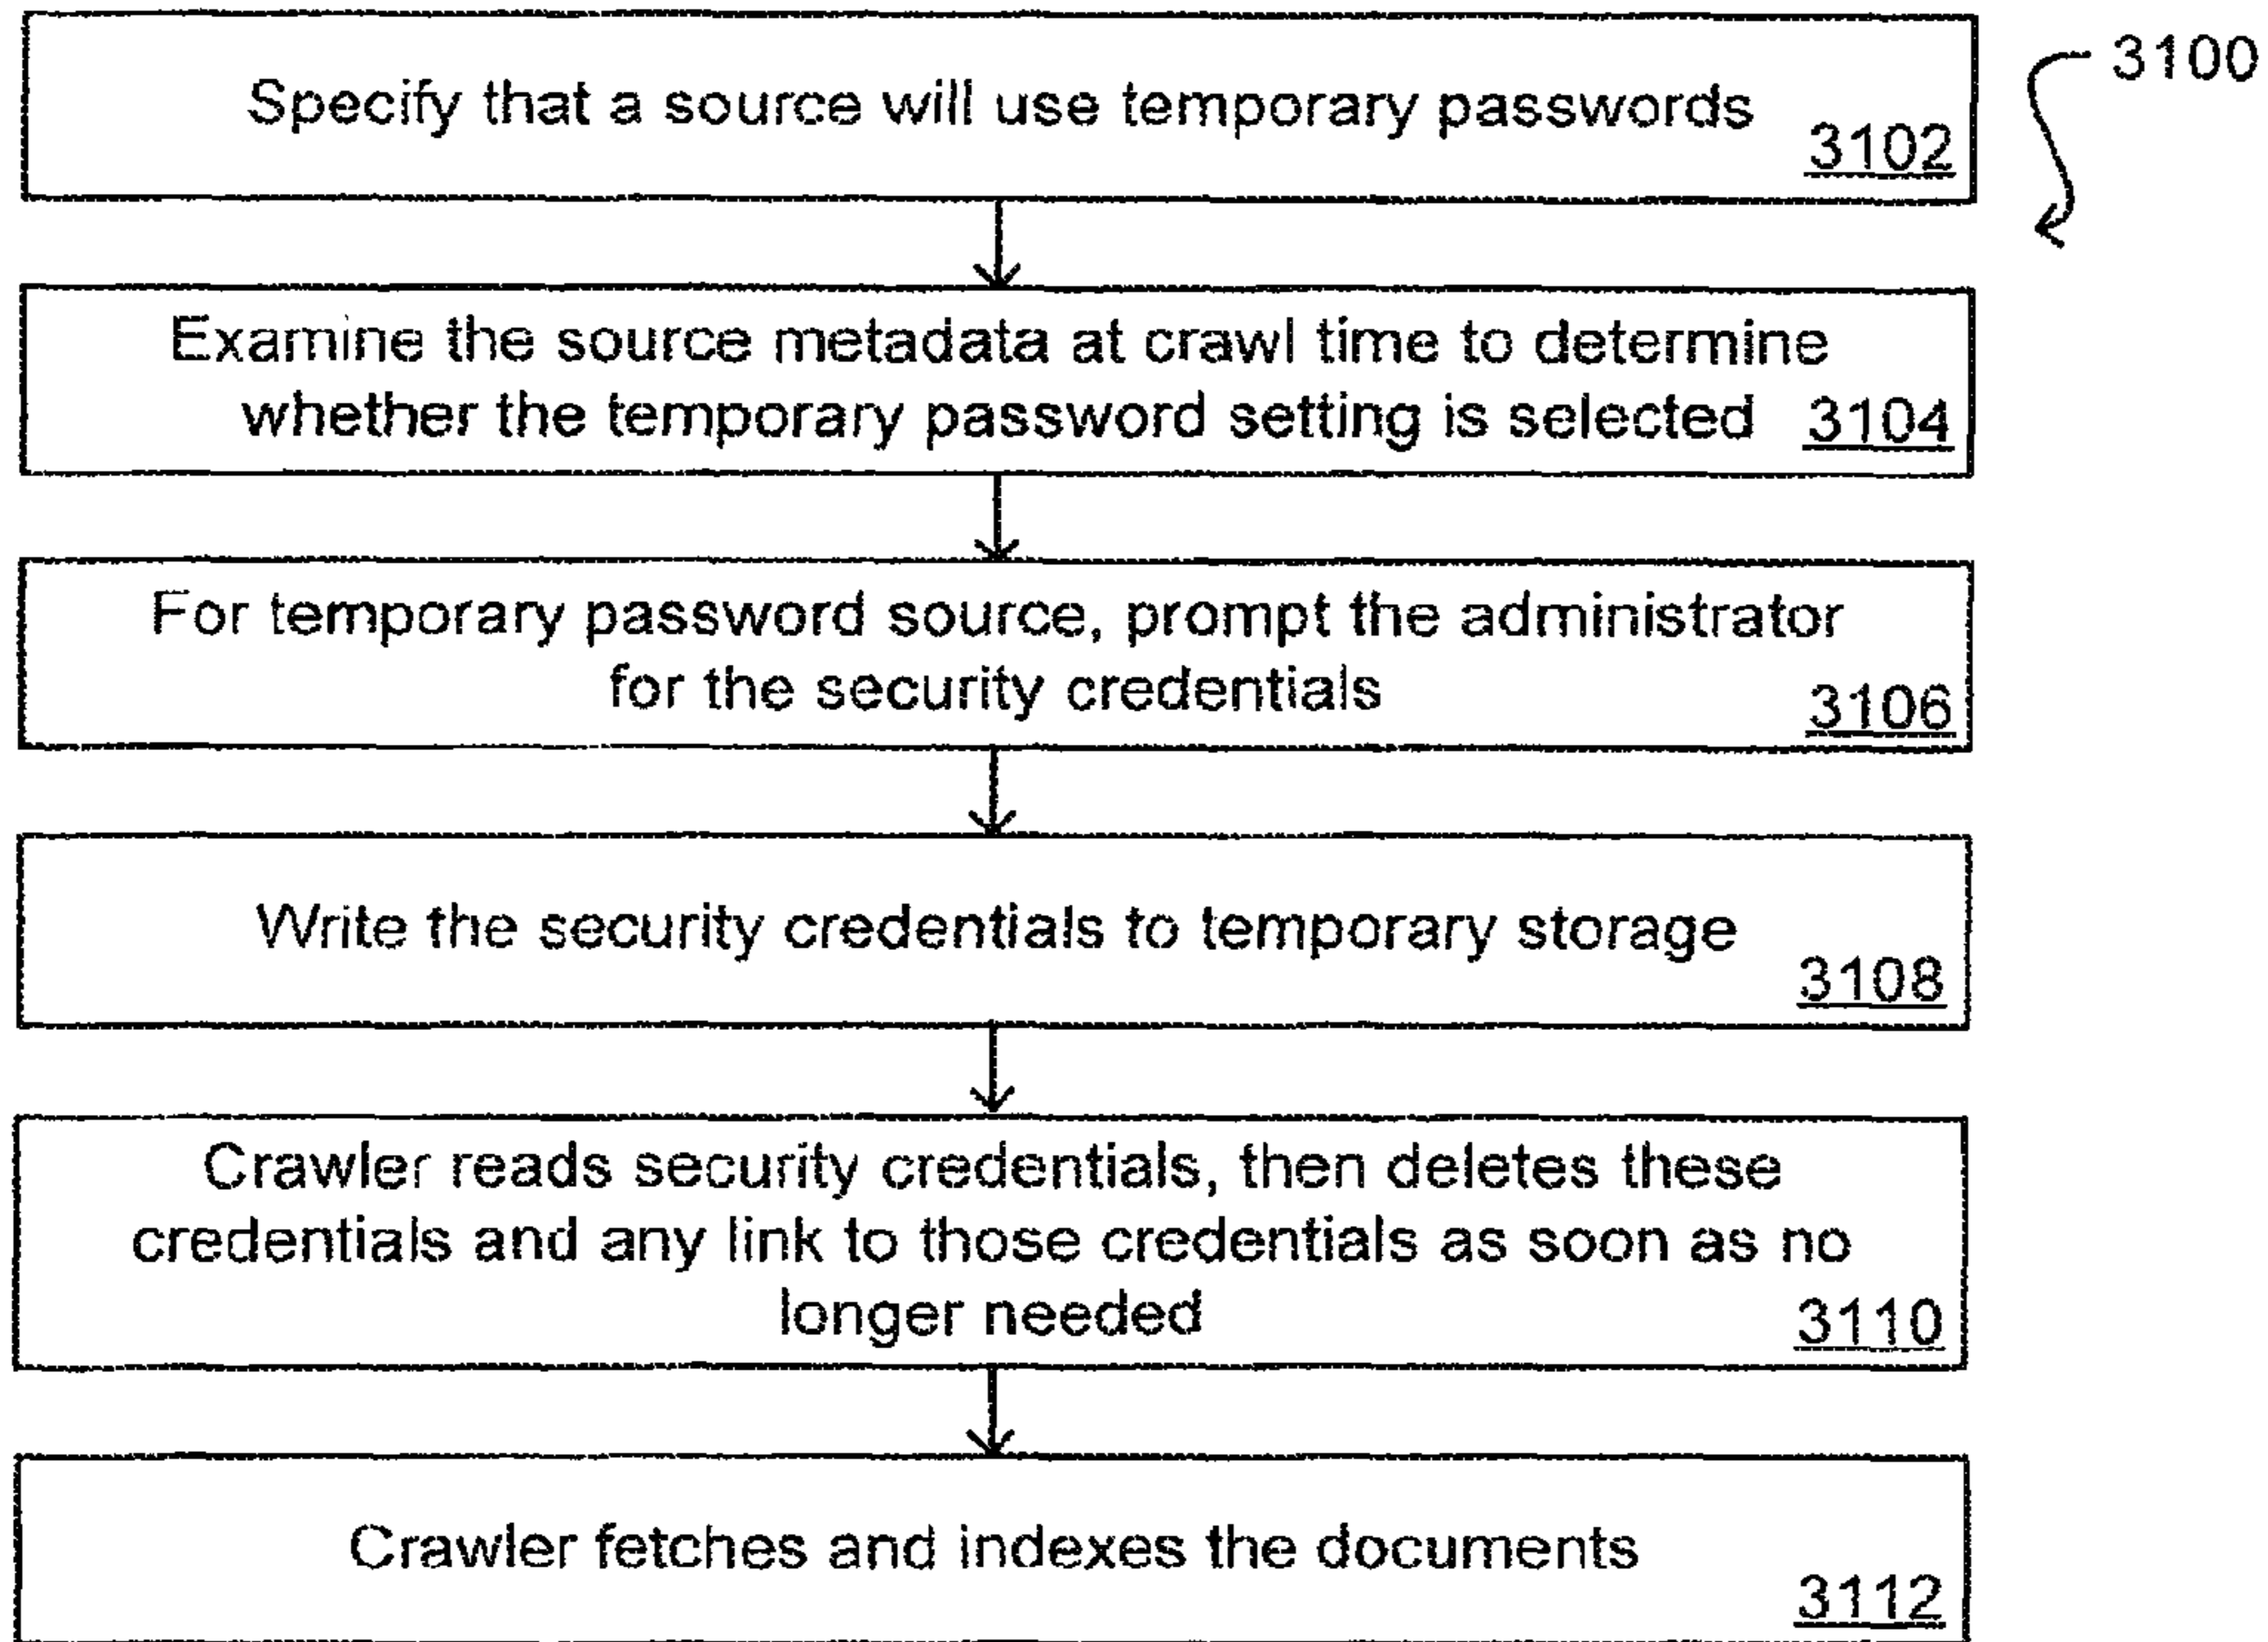 3100
Specify that a source will use temporary passwords
3102
Examine the source metadata at crawl time to determine
whether the temporary password setting is selected 3104
For temporary password source, prompt the administrator
for the security credentials
3106
Write the security credentials to temporary storage
3108
Crawler reads security credentials, then deletes these
credentials and any link to those credentials as soon as no
longer needed 3110
Crawler fetches and indexes the documents
3112